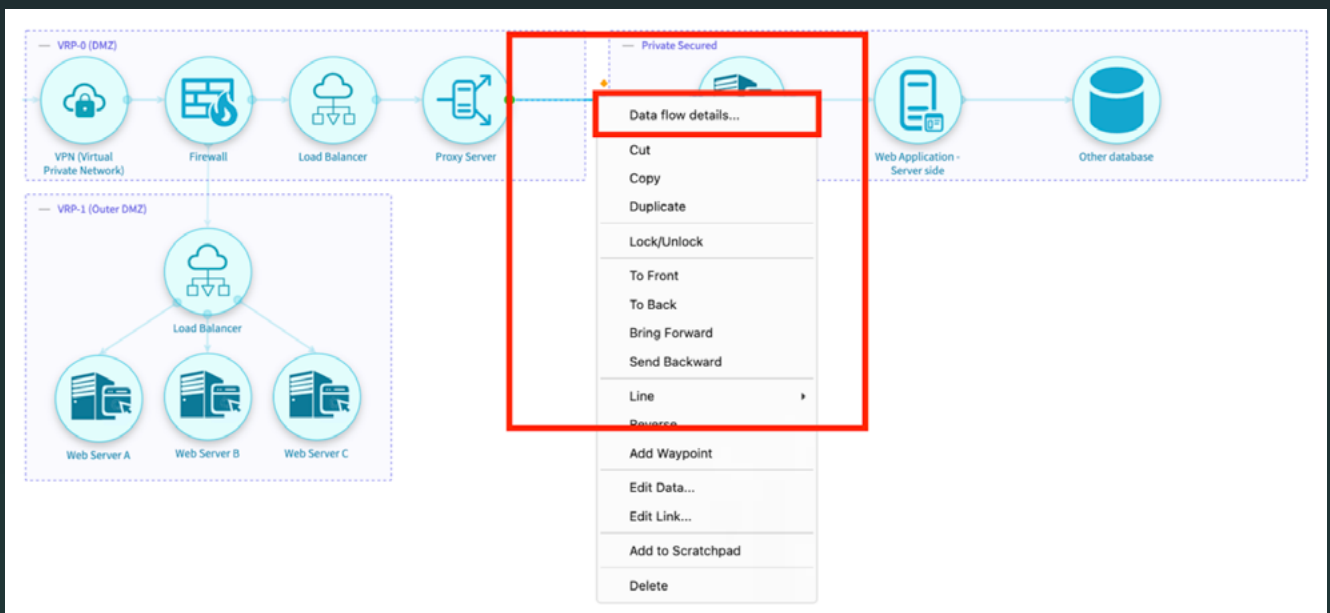 VRP-0 (DMZ)
Private Secured
VPN (Virtual
Private Network)
Firewall
Load Balancer
Proxy Server
Web Application -
Server side
Other database
VRP-1 (Outer DMZ)
Load Balancer
Web Server A
Web Server B
Web Server C
Data flow details...
Cut
Copy
Duplicate
Lock/Unlock
To Front
To Back
Bring Forward
Send Backward
Line
Reverse
Add Waypoint
Edit Data...
Edit Link...
Add to Scratchpad
Delete